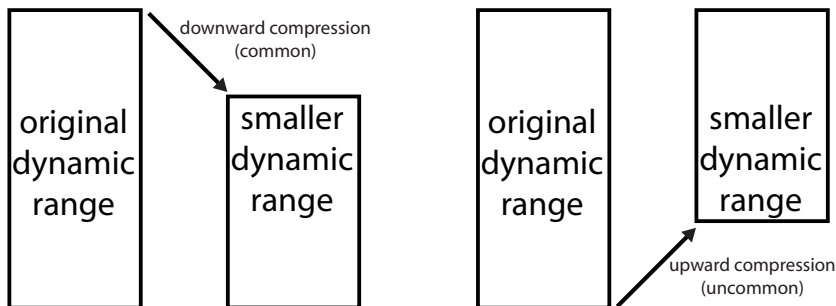 downward compression
(common)
original
dynamic
range
smaller
dynamic
range
original
dynamic
range
smaller
dynamic
range
upward compression
(uncommon)